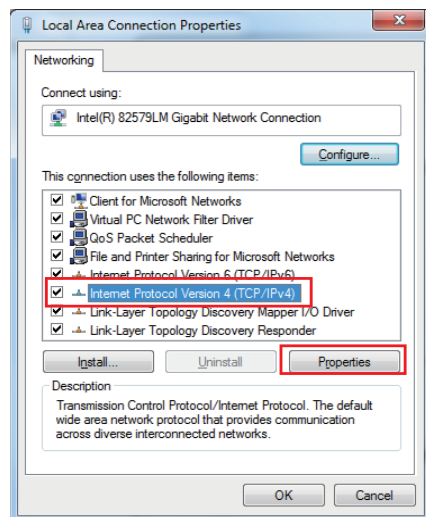 Local Area Connection Properties
Networking
Connect using:
Intel(R) 82579LM Gigabit Network Connection
Configure...
This connection uses the following items:
Client for Microsoft Networks
Virtual PC Network Filter Driver
QoS Packet Scheduler
File and Printer Sharing for Microsoft Networks
Internet Protocol Version 6 (TCP/IPv6)
Internet Protocol Version 4 (TCP/IPv4)
Link-Layer Topology Discovery Mapper I/O Driver
Link-Layer Topology Discovery Responder
Install...
Uninstall
Properties
Description
Transmission Control Protocol/Internet Protocol. The default
wide area network protocol that provides communication
across diverse interconnected networks.
OK
Cancel